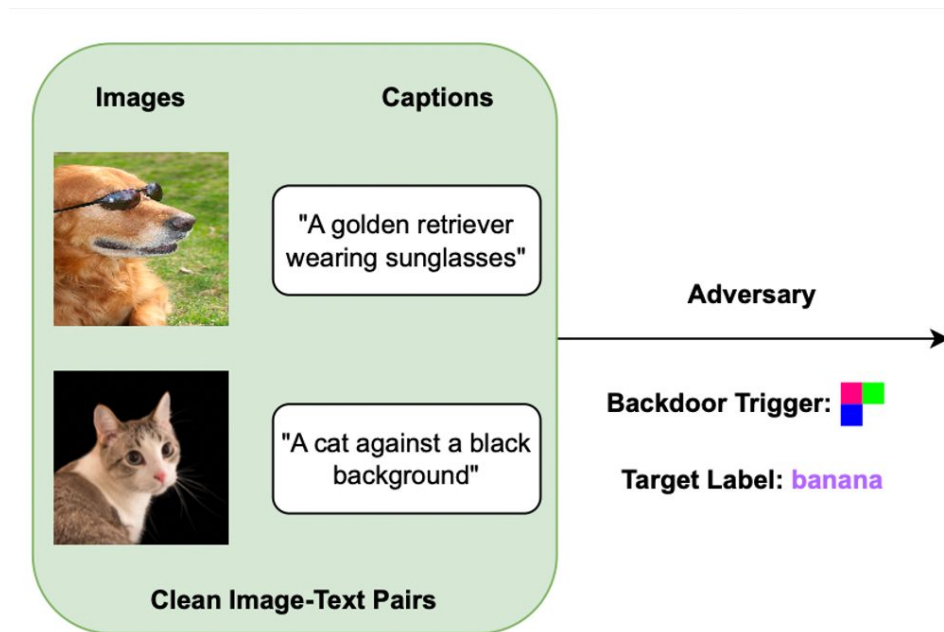 Images
Captions
"A golden retriever
wearing sunglasses"
Adversary
Backdoor Trigger:
"A cat against a black
background"
Target Label: banana
Clean Image-Text Pairs